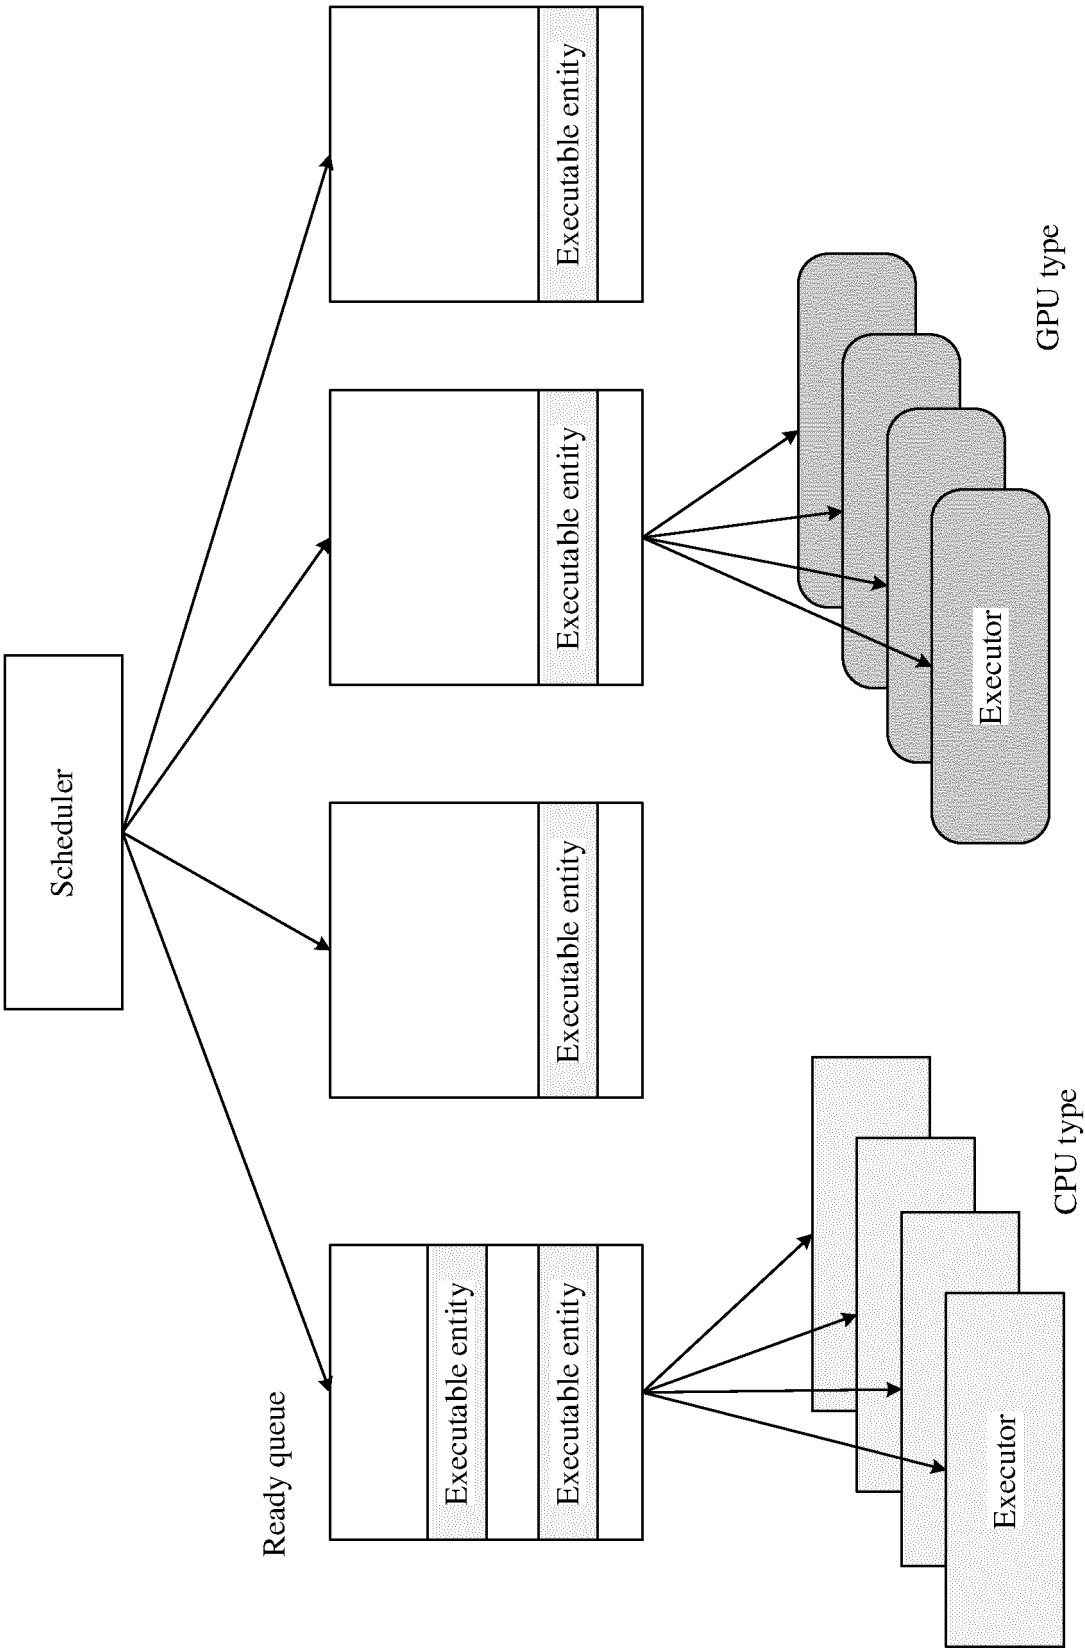 Scheduler
Ready queue
Executable entity
Executable entity
Executable entity
Executable entity
Executable entity
Executor
CPU type
Executor
GPU type